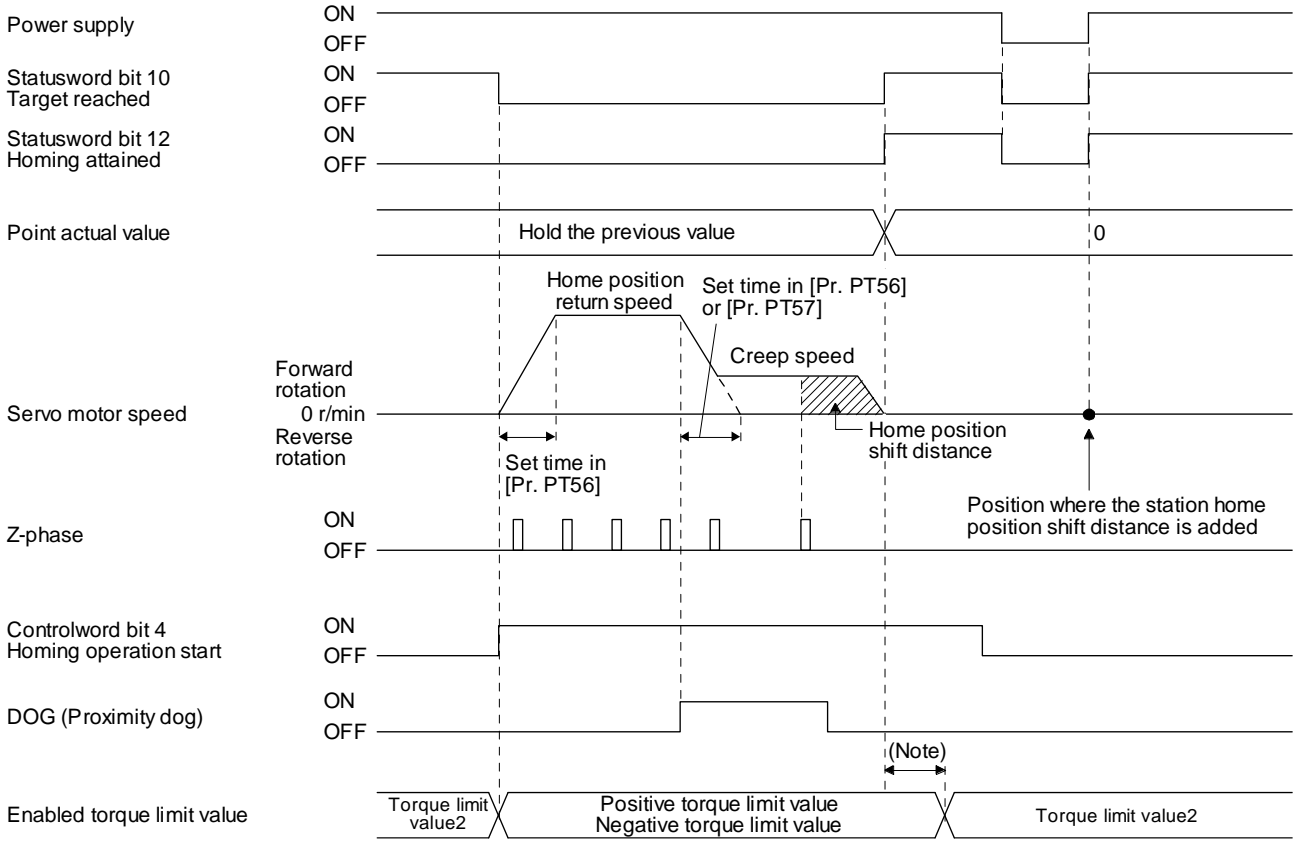 Power supply
ON
OFF
Statusword bit 10
Target reached
ON
OFF
Statusword bit 12
Homing attained
ON
OFF
Point actual value
Hold the previous value
0
Home position
return speed
Set time in [Pr. PT56]
or [Pr. PT57]
Creep speed
Servo motor speed
Forward
rotation
0 r/min
Reverse
rotation
Set time in
[Pr. PT56]
Home position
shift distance
Position where the station home
position shift distance is added
Z-phase
ON
OFF
Controlword bit 4
Homing operation start
ON
OFF
DOG (Proximity dog)
ON
OFF
(Note)
Enabled torque limit value
Torque limit
value2
Positive torque limit value
Negative torque limit value
Torque limit value2